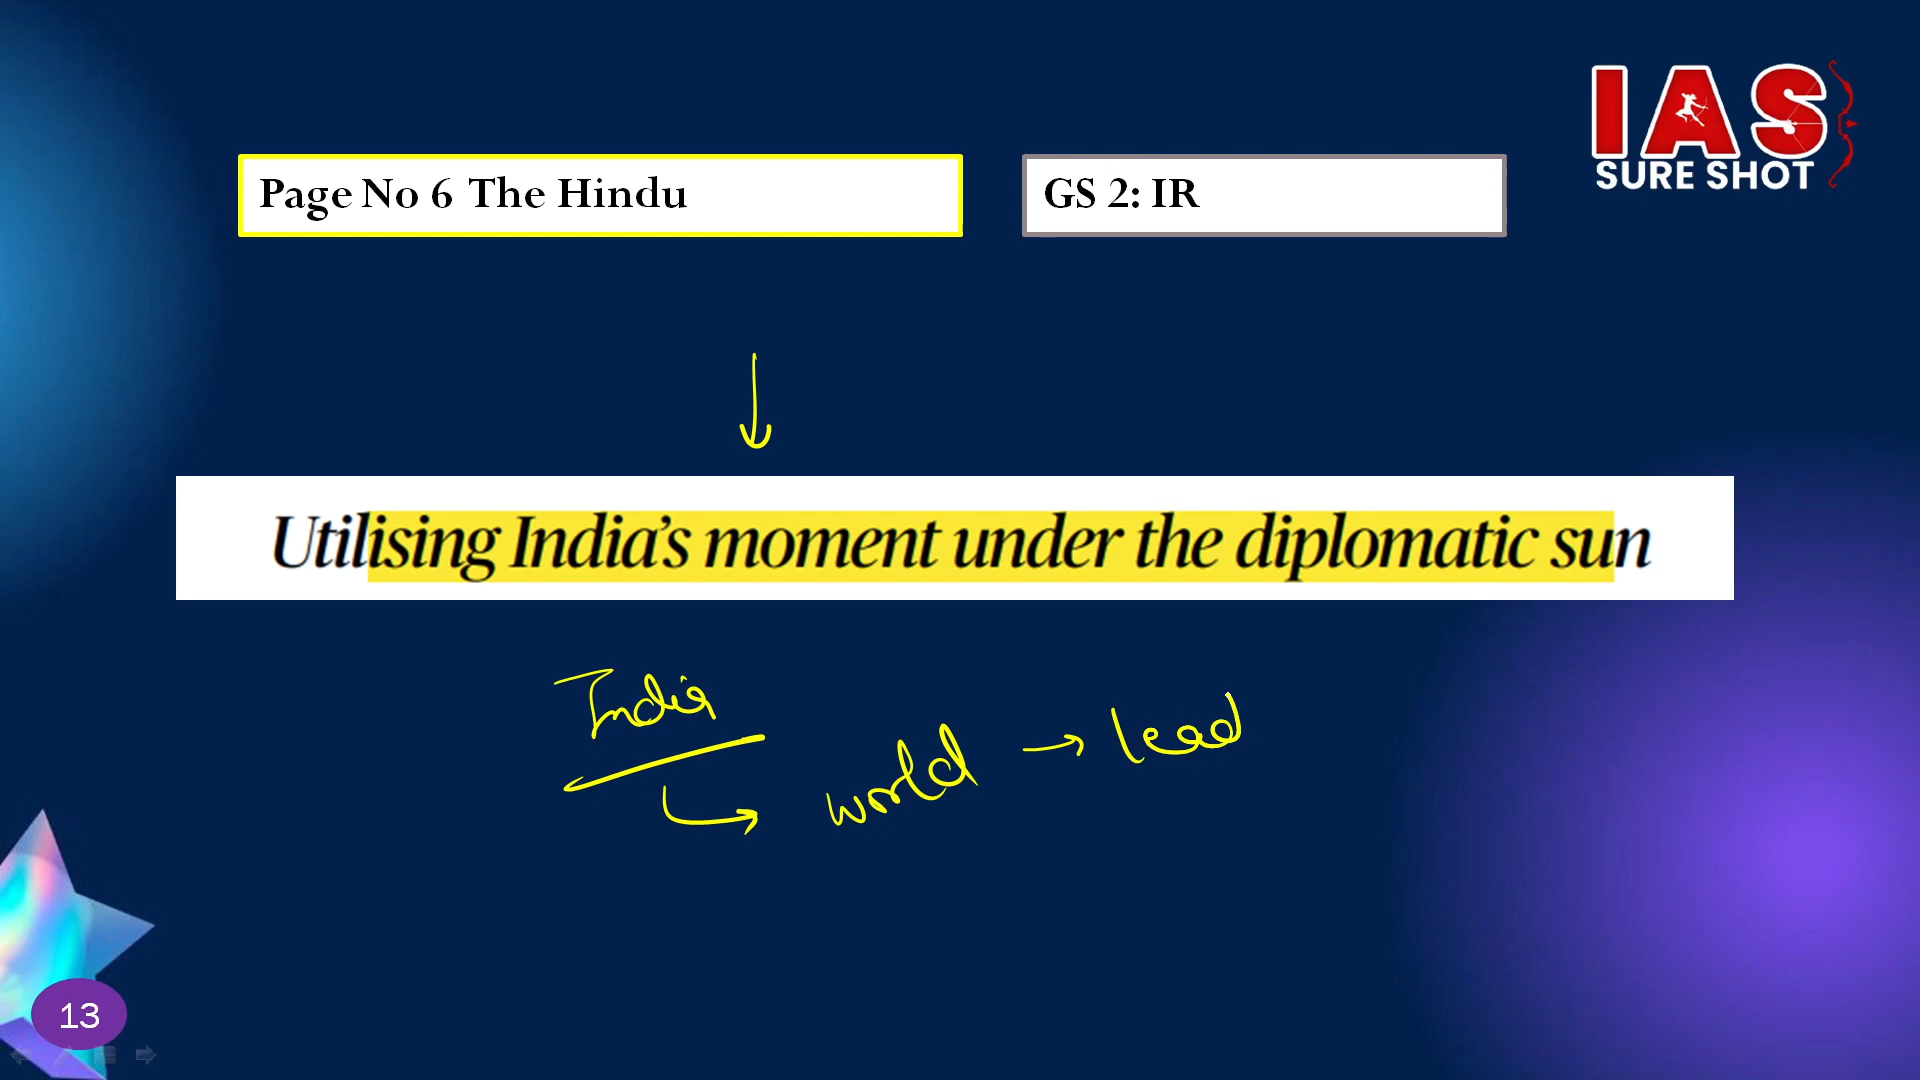 IAS
SURE SHOT
Page No 6 The Hindu
GS 2: IR
Utilising India's moment under the diplomatic sun
India
world → lead
13